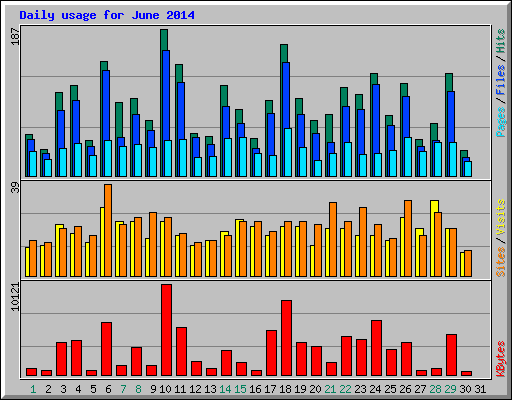 Daily usage for June 2014
187
Pages / Files / Hits
39
Sites / Visits
10121
KBytes
1 2 3 4 5 6 7 8 9 10 11 12 13 14 15 16 17 18 19 20 21 22 23 24 25 26 27 28 29 30 31